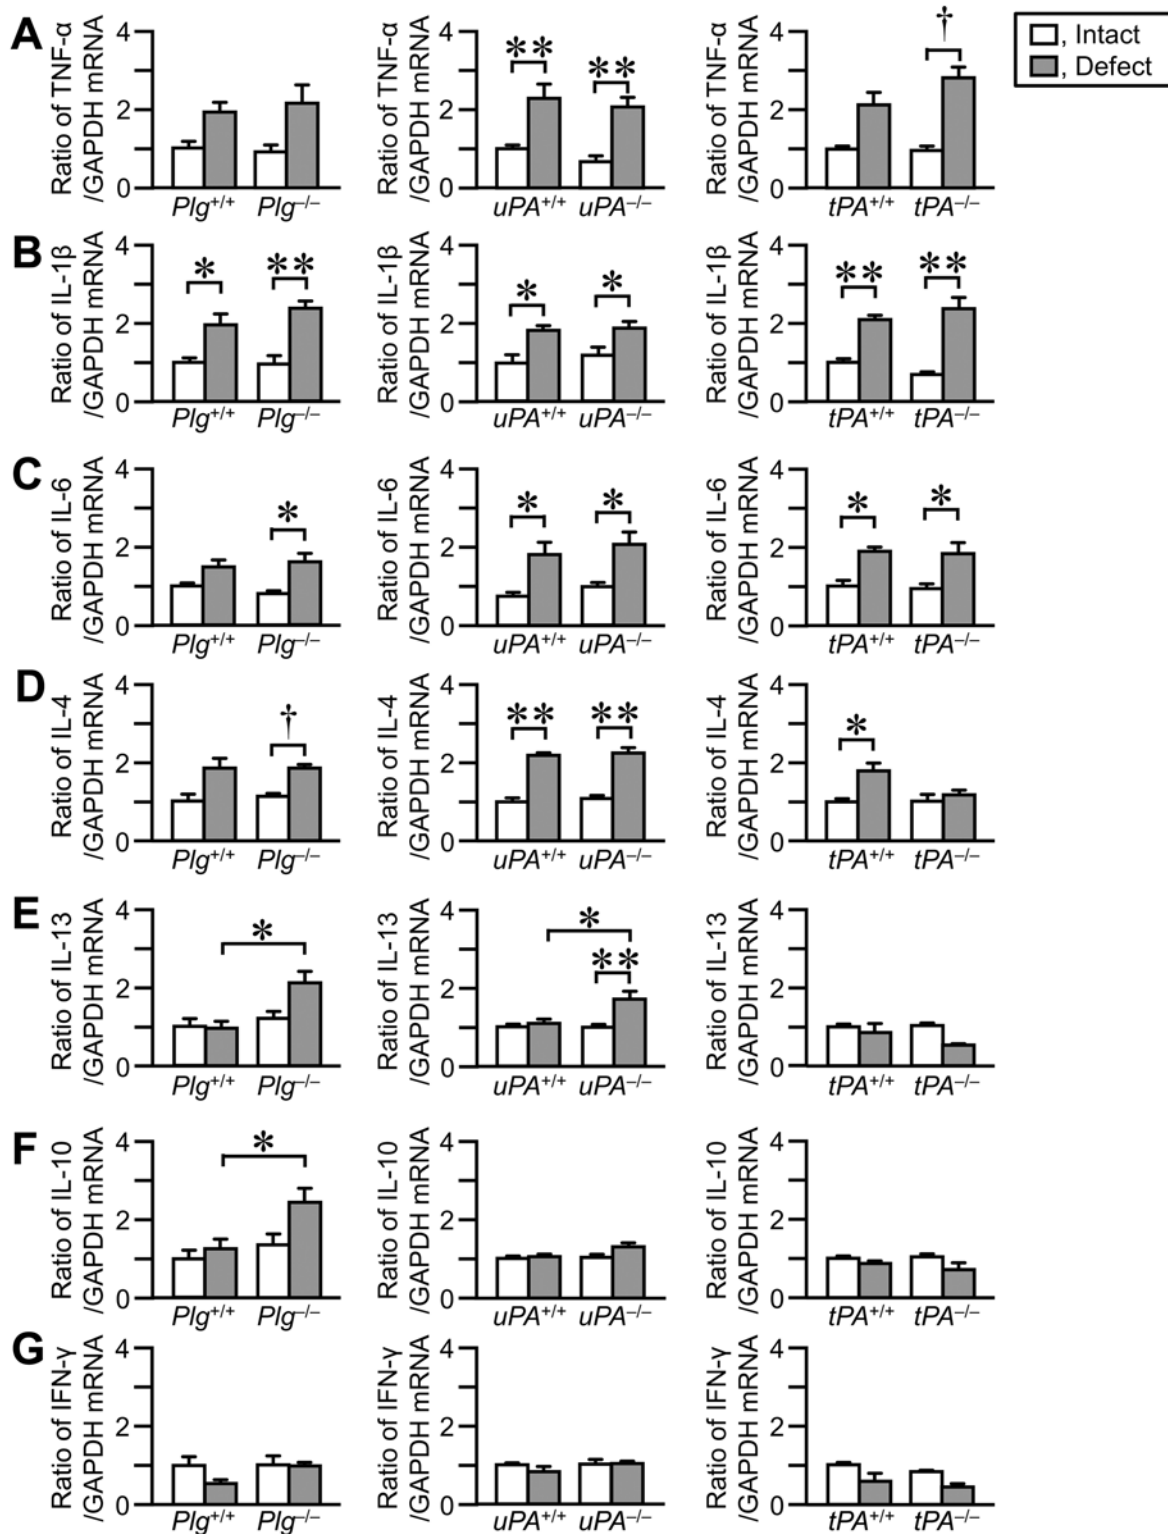 A
Ratio of TNF-α
/GAPDH mRNA
4
2
0
Plg+/+
Plg−/−
Ratio of TNF-α
/GAPDH mRNA
4
2
0
**
**
uPA+/+
uPA−/−
Ratio of TNF-α
/GAPDH mRNA
4
2
0
†
tPA+/+
tPA−/−
, Intact
, Defect
B
Ratio of IL-1β
/GAPDH mRNA
4
2
0
*
**
Plg+/+
Plg−/−
Ratio of IL-1β
/GAPDH mRNA
4
2
0
*
*
uPA+/+
uPA−/−
Ratio of IL-1β
/GAPDH mRNA
4
2
0
**
**
tPA+/+
tPA−/−
C
Ratio of IL-6
/GAPDH mRNA
4
2
0
*
Plg+/+
Plg−/−
Ratio of IL-6
/GAPDH mRNA
4
2
0
*
*
uPA+/+
uPA−/−
Ratio of IL-6
/GAPDH mRNA
4
2
0
*
*
tPA+/+
tPA−/−
D
Ratio of IL-4
/GAPDH mRNA
4
2
0
†
Plg+/+
Plg−/−
Ratio of IL-4
/GAPDH mRNA
4
2
0
**
**
uPA+/+
uPA−/−
Ratio of IL-4
/GAPDH mRNA
4
2
0
*
tPA+/+
tPA−/−
E
Ratio of IL-13
/GAPDH mRNA
4
2
0
*
Plg+/+
Plg−/−
Ratio of IL-13
/GAPDH mRNA
4
2
0
*
**
uPA+/+
uPA−/−
Ratio of IL-13
/GAPDH mRNA
4
2
0
tPA+/+
tPA−/−
F
Ratio of IL-10
/GAPDH mRNA
4
2
0
*
Plg+/+
Plg−/−
Ratio of IL-10
/GAPDH mRNA
4
2
0
uPA+/+
uPA−/−
Ratio of IL-10
/GAPDH mRNA
4
2
0
tPA+/+
tPA−/−
G
Ratio of IFN-γ
/GAPDH mRNA
4
2
0
Plg+/+
Plg−/−
Ratio of IFN-γ
/GAPDH mRNA
4
2
0
uPA+/+
uPA−/−
Ratio of IFN-γ
/GAPDH mRNA
4
2
0
tPA+/+
tPA−/−